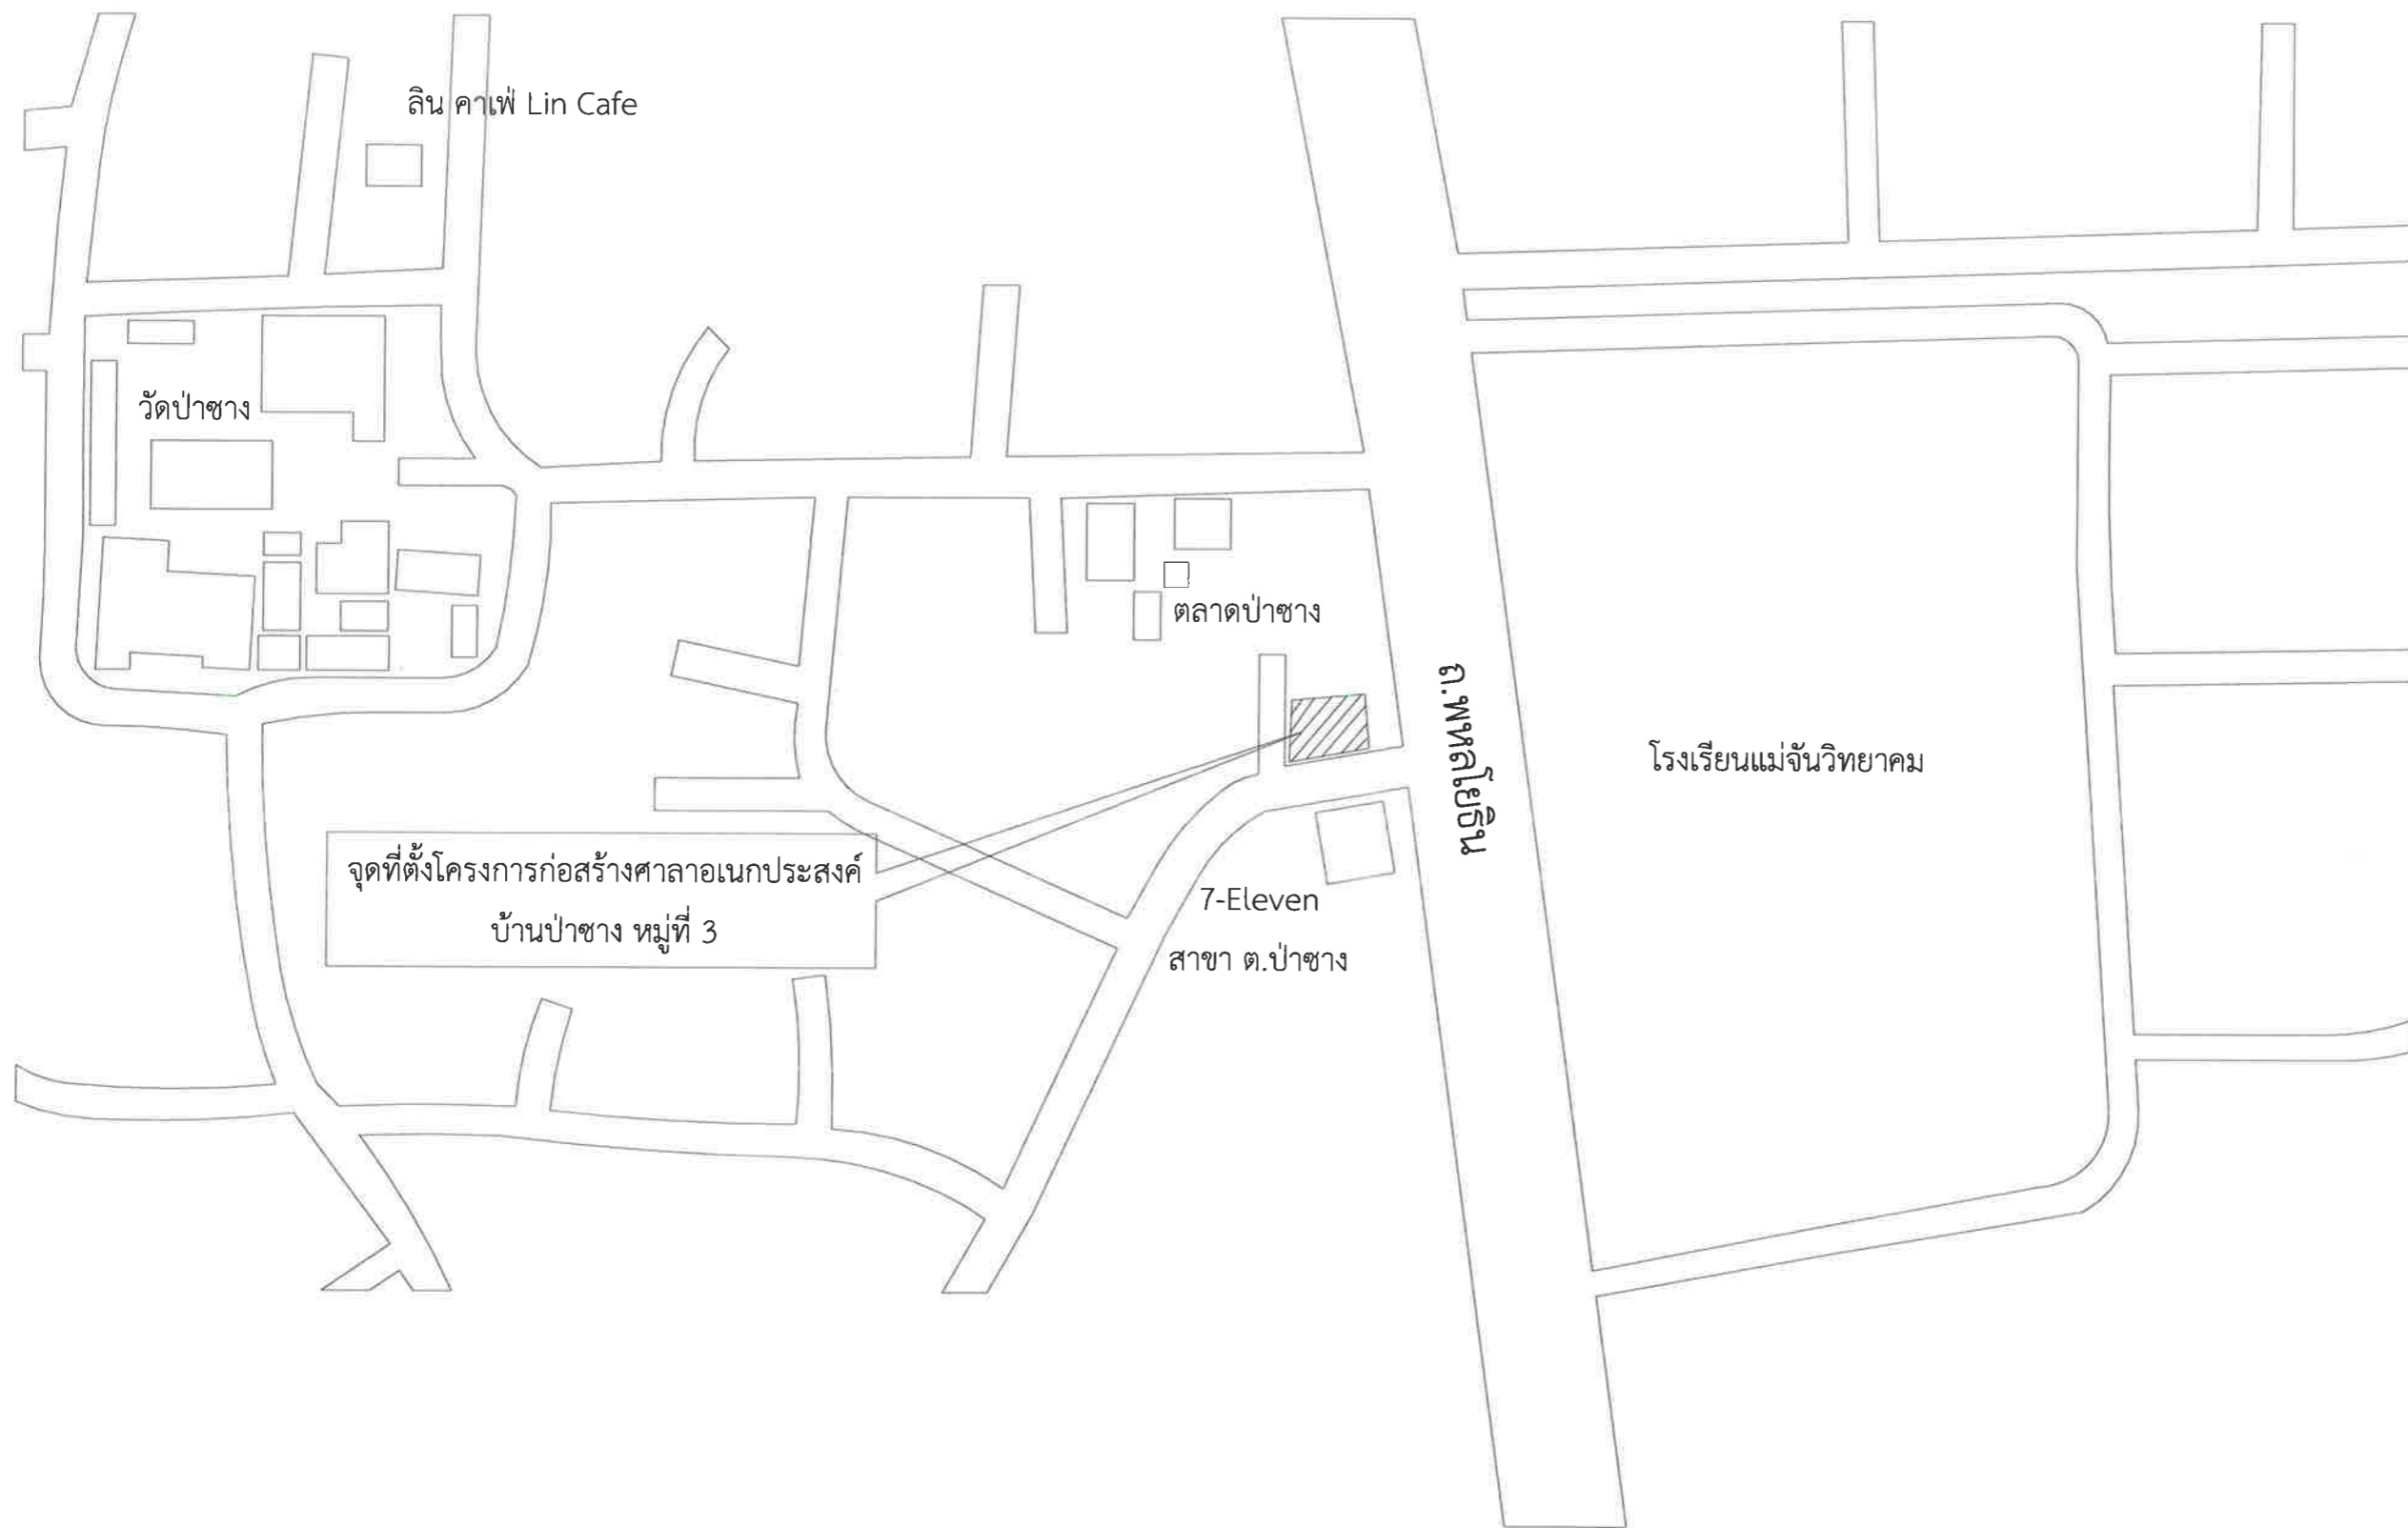 ลิน คาเฟ่ Lin Cafe
วัดป่าซาง
ตลาดป่าซาง
ถ.พหลโยธิน
โรงเรียนแม่จันวิทยาคม
จุดที่ตั้งโครงการก่อสร้างศาลาอเนกประสงค์
บ้านป่าซาง หมู่ที่ 3
7-Eleven
สาขา ต.ป่าซาง